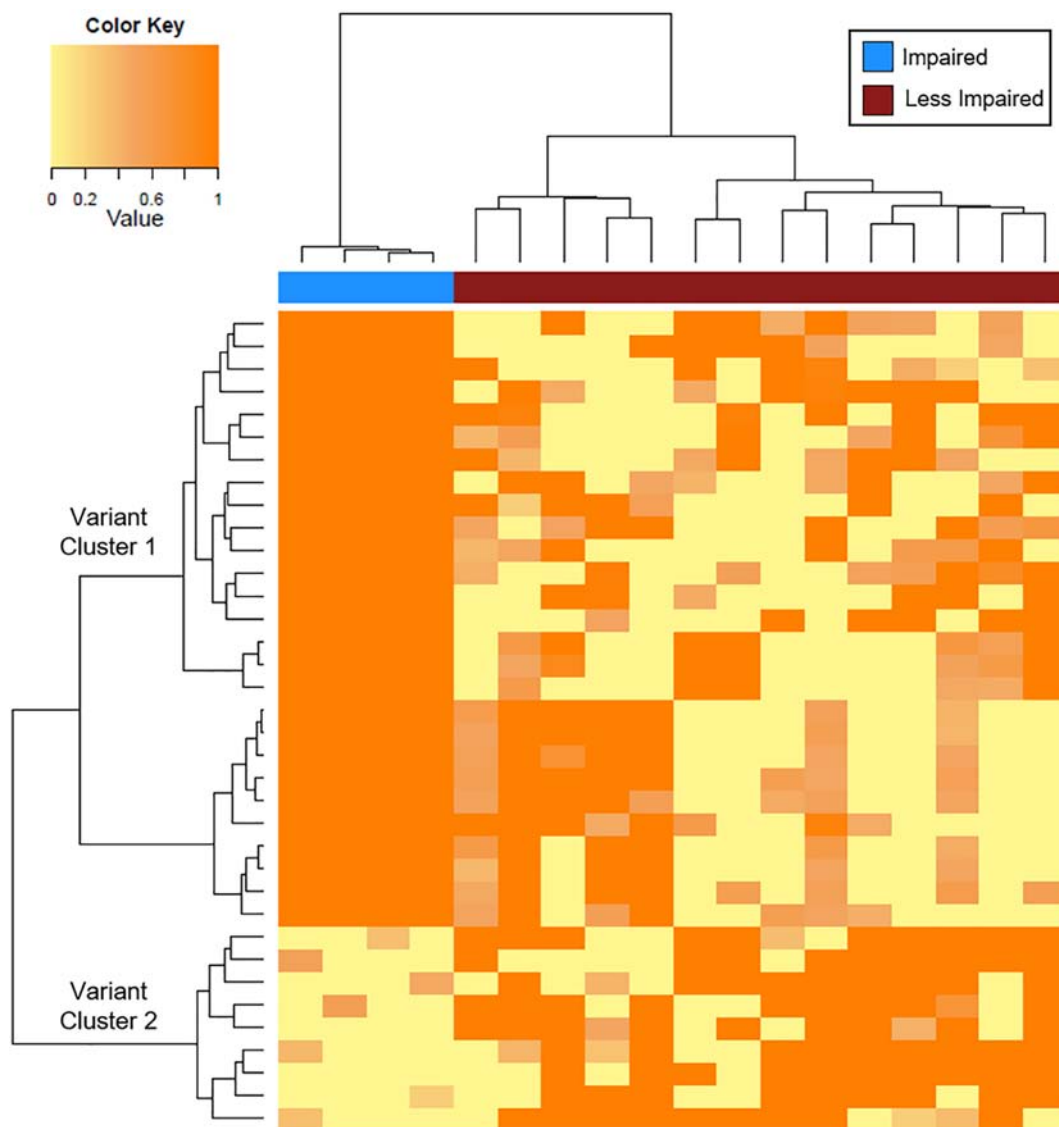 Color Key
0 0.2 0.6 1
Value
Impaired
Less Impaired
Variant
Cluster 1
Variant
Cluster 2